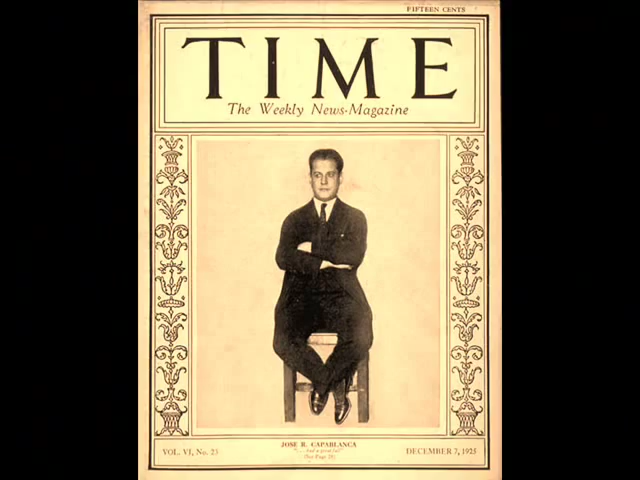 FIFTEEN CENTS
TIME
The Weekly News-Magazine
JOSE R. CAPABLANCA
VOL. VI, No. 23
DECEMBER 7, 1925